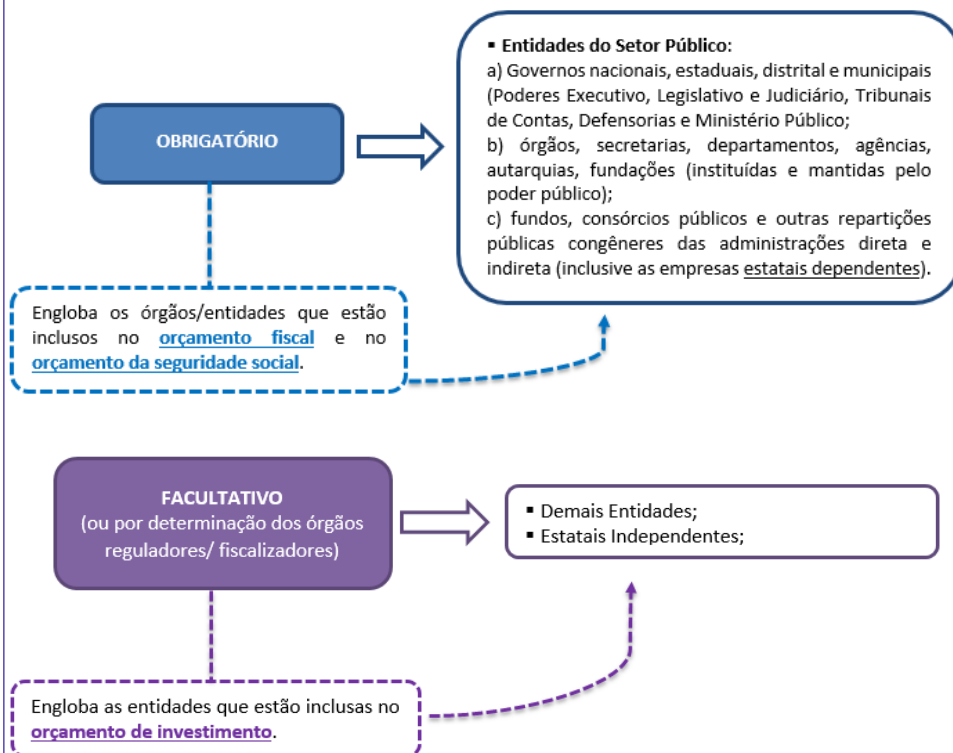 OBRIGATÓRIO
▪ Entidades do Setor Público:
a) Governos nacionais, estaduais, distrital e municipais
(Poderes Executivo, Legislativo e Judiciário, Tribunais
de Contas, Defensorias e Ministério Público;
b) órgãos, secretarias, departamentos, agências,
autarquias, fundações (instituídas e mantidas pelo
poder público);
c) fundos, consórcios públicos e outras repartições
públicas congêneres das administrações direta e
indireta (inclusive as empresas estatais dependentes).
Engloba os órgãos/entidades que estão
inclusos no orçamento fiscal e no
orçamento da seguridade social.
FACULTATIVO
(ou por determinação dos órgãos
reguladores/ fiscalizadores)
▪ Demais Entidades;
▪ Estatais Independentes;
Engloba as entidades que estão inclusas no
orçamento de investimento.